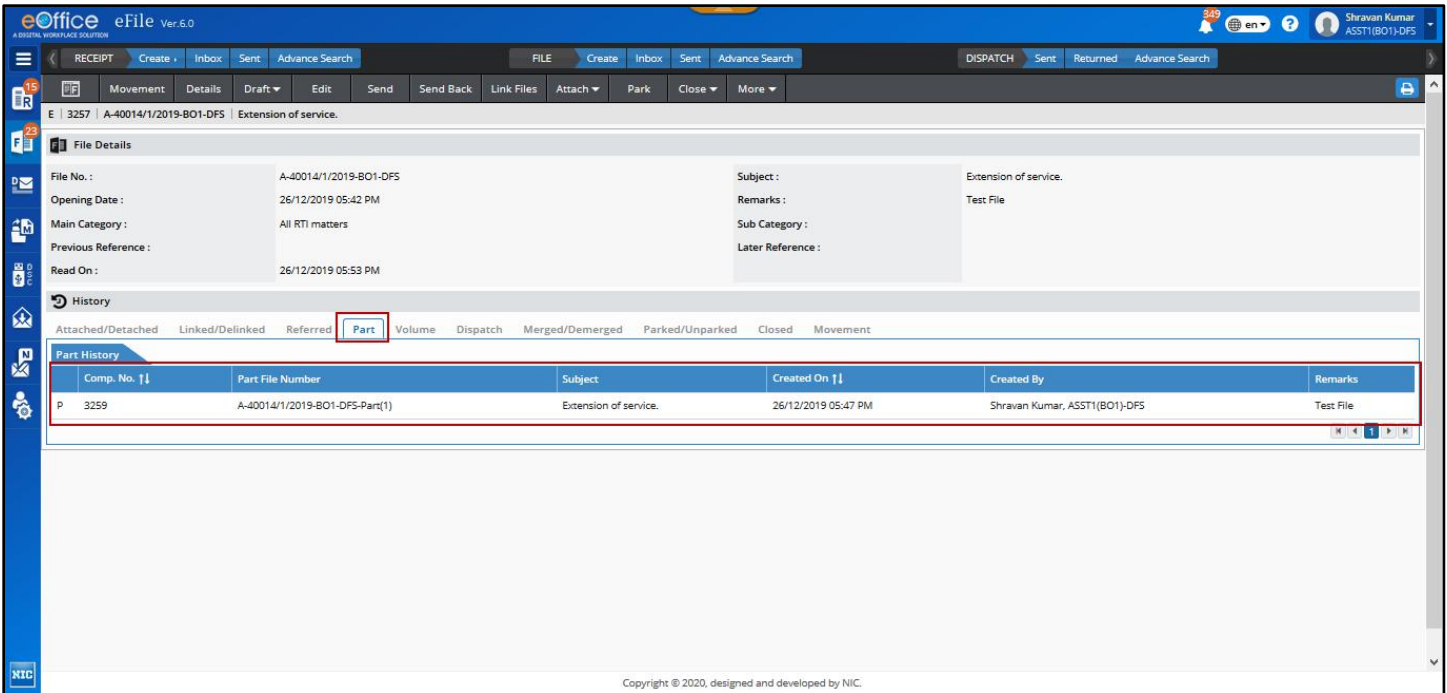 eOffice eFile Ver.6.0
A DIGITAL WORKPLACE SOLUTION
349 en ? Shravan Kumar
ASST1(BO1)-DFS
RECEIPT Create Inbox Sent Advance Search FILE Create Inbox Sent Advance Search DISPATCH Sent Returned Advance Search
15 R
Movement Details Draft Edit Send Send Back Link Files Attach Park Close More
E 3257 A-40014/1/2019-BO1-DFS Extension of service.
23 F
File Details
File No. : A-40014/1/2019-BO1-DFS Subject : Extension of service.
D
Opening Date : 26/12/2019 05:42 PM Remarks : Test File
M
Main Category : All RTI matters Sub Category :
Previous Reference : Later Reference :
DSC
Read On : 26/12/2019 05:53 PM
History
Attached/Detached Linked/Delinked Referred Part Volume Dispatch Merged/Demerged Parked/Unparked Closed Movement
N
Part History
Comp. No. Part File Number Subject Created On Created By Remarks
P 3259 A-40014/1/2019-BO1-DFS-Part(1) Extension of service. 26/12/2019 05:47 PM Shravan Kumar, ASST1(BO1)-DFS Test File
1
NIC
Copyright © 2020, designed and developed by NIC.